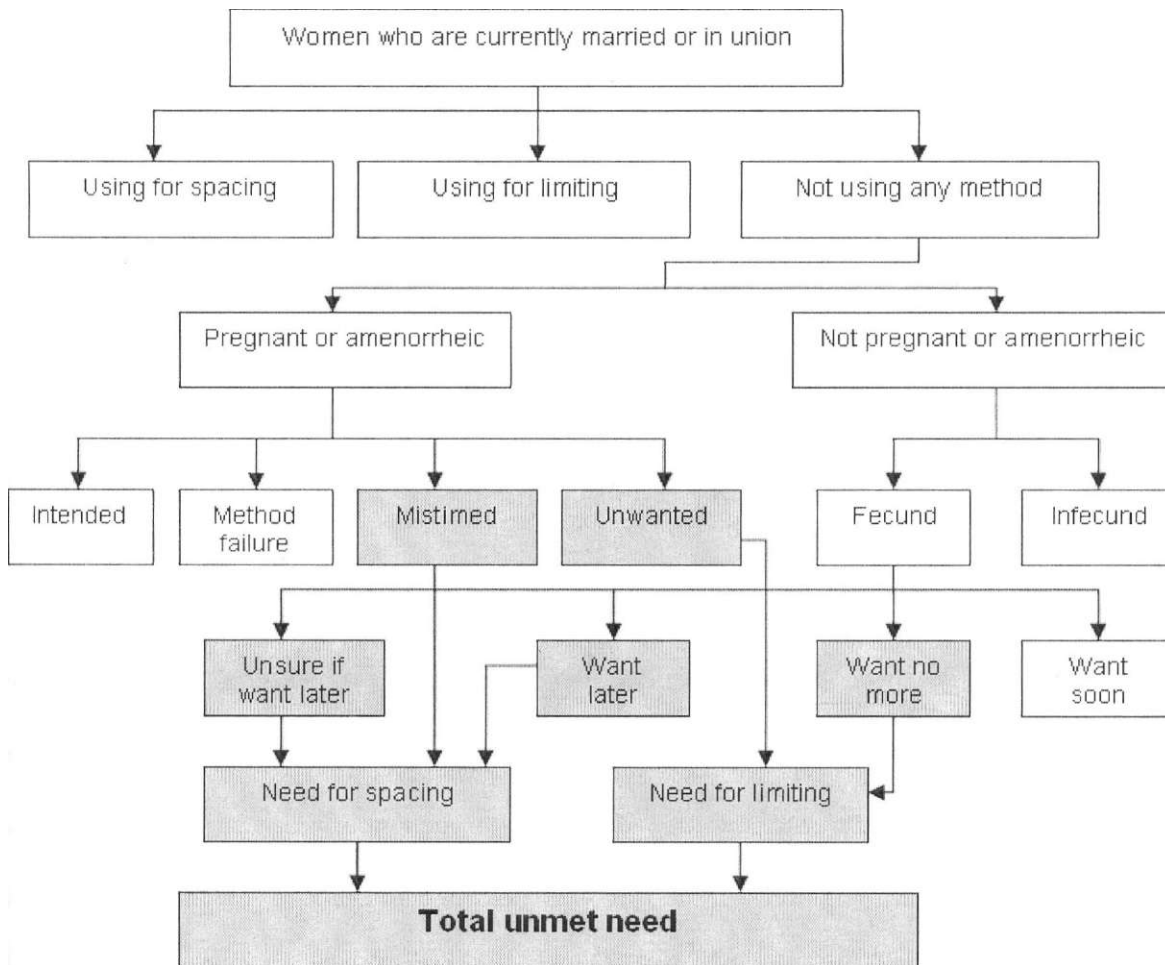 Women who are currently married or in union
Using for spacing
Using for limiting
Not using any method
Pregnant or amenorrheic
Not pregnant or amenorrheic
Intended
Method
failure
Mistimed
Unwanted
Fecund
Infecund
Unsure if
want later
Want
later
Want no
more
Want
soon
Need for spacing
Need for limiting
Total unmet need